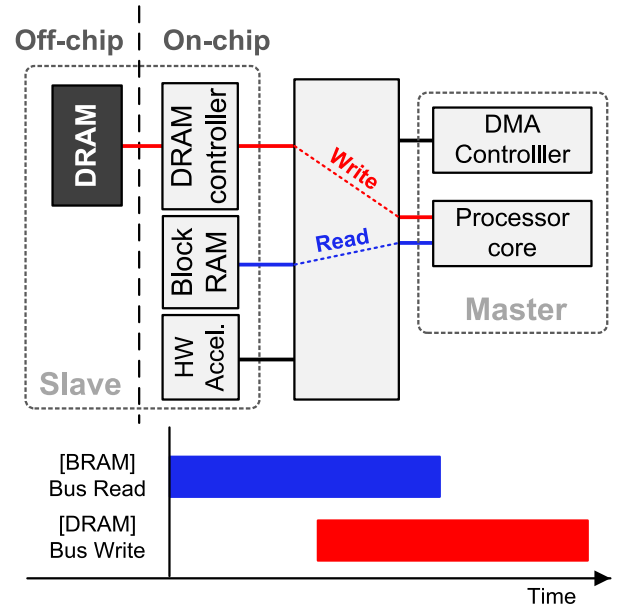 Off-chip
On-chip
DRAM
DRAM
controller
Block
RAM
HW
Accel.
Slave
Write
Read
DMA
Controlller
Processor
core
Master
[BRAM]
Bus Read
[DRAM]
Bus Write
Time